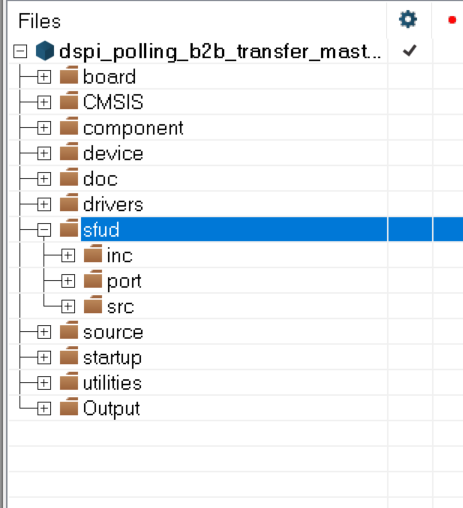 Files
dspi_polling_b2b_transfer_mast...
board
CMSIS
component
device
doc
drivers
sfud
inc
port
src
source
startup
utilities
Output